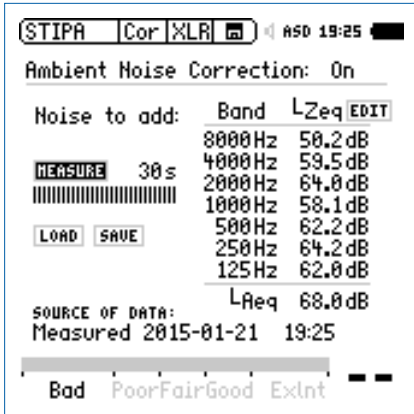 STIPA Cor XLR ASD 19:25
Ambient Noise Correction: On
Noise to add: Band LZeq EDIT
8000Hz 50.2dB
4000Hz 59.5dB
MEASURE 30s 2000Hz 64.0dB
1000Hz 58.1dB
LOAD SAVE 500Hz 62.2dB
250Hz 64.2dB
125Hz 62.0dB
LAeq 68.0dB
SOURCE OF DATA:
Measured 2015-01-21 19:25
Bad Poor Fair Good Exlnt --